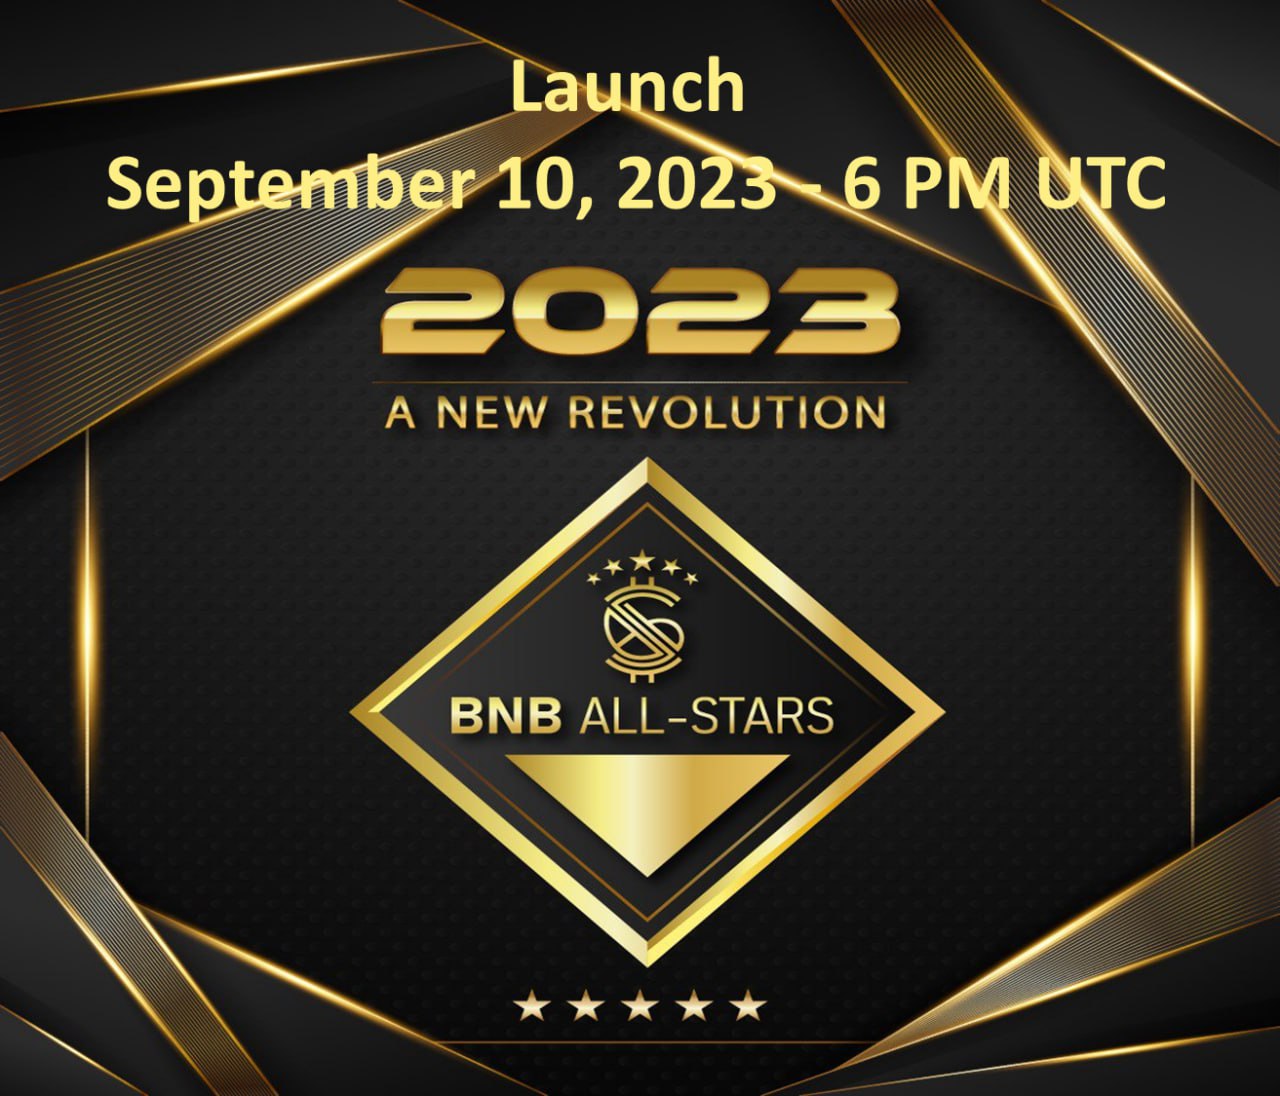 Launch
September 10, 2023 - 6 PM UTC
2023
A NEW REVOLUTION
BNB ALL-STARS